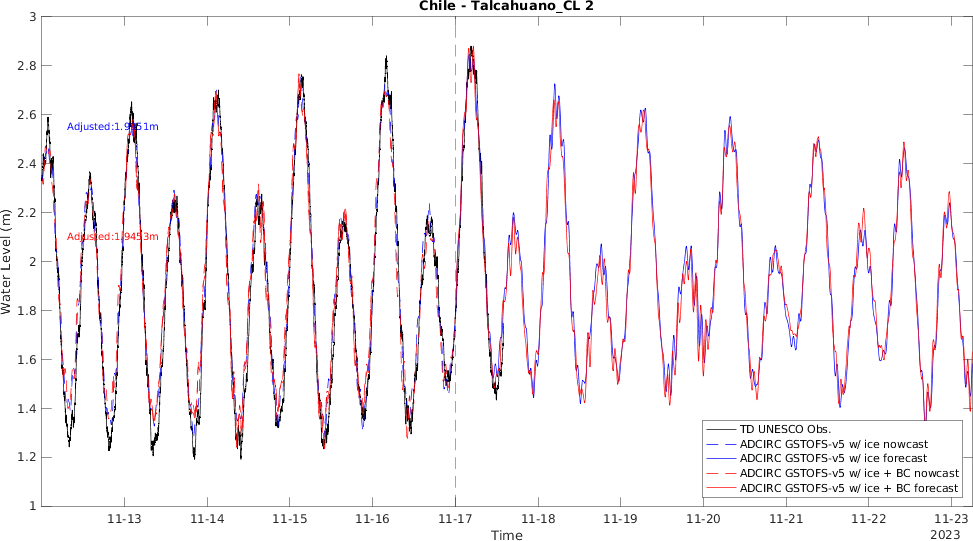 Chile - Talcahuano_CL 2
3
2.8
2.6
2.4
2.2
2
1.8
1.6
1.4
1.2
1
Water Level (m)
Adjusted:1.9451m
Adjusted:1.9453m
TD UNESCO Obs.
ADCIRC GSTOFS-v5 w/ ice nowcast
ADCIRC GSTOFS-v5 w/ ice forecast
ADCIRC GSTOFS-v5 w/ ice + BC nowcast
ADCIRC GSTOFS-v5 w/ ice + BC forecast
11-13 11-14 11-15 11-16 11-17 11-18 11-19 11-20 11-21 11-22 11-23
2023
Time